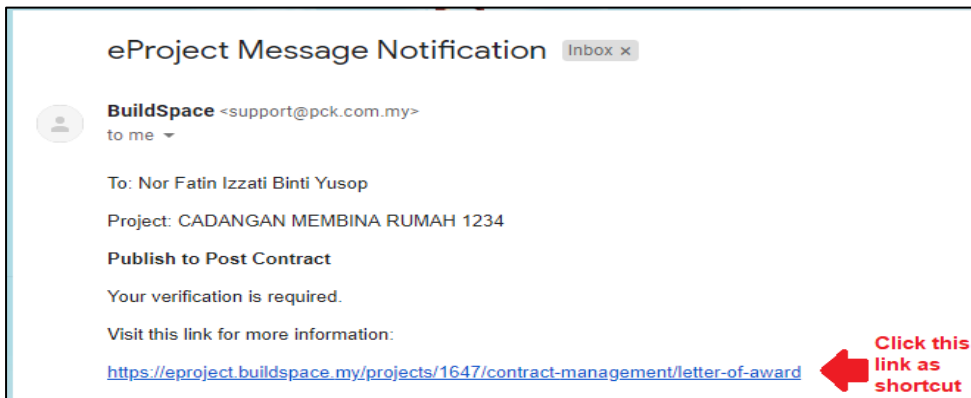 eProject Message Notification Inbox x
BuildSpace <support@pck.com.my>
to me
To: Nor Fatin Izzati Binti Yusop
Project: CADANGAN MEMBINA RUMAH 1234
Publish to Post Contract
Your verification is required.
Visit this link for more information:
https://eproject.buildspace.my/projects/1647/contract-management/letter-of-award
Click this
link as
shortcut